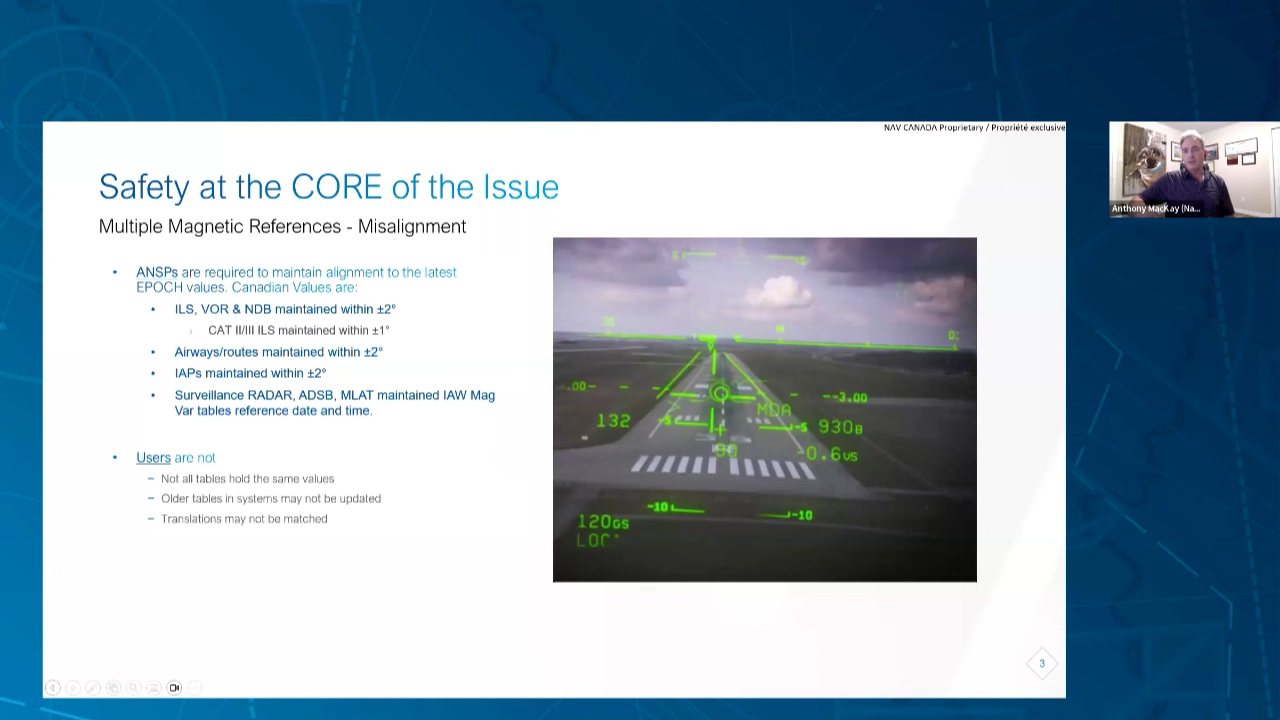 NAV CANADA Proprietary / Propriété exclusive
Safety at the CORE of the Issue
Multiple Magnetic References - Misalignment
• ANSPs are required to maintain alignment to the latest
EPOCH values. Canadian Values are:
• ILS, VOR & NDB maintained within ±2°
› CAT II/III ILS maintained within ±1°
• Airways/routes maintained within ±2°
• IAPs maintained within ±2°
• Surveillance RADAR, ADSB, MLAT maintained IAW Mag
Var tables reference date and time.
• Users are not
– Not all tables hold the same values
– Older tables in systems may not be updated
– Translations may not be matched
--3.00
MDA
132
930B
-0.6VS
-10
-10
120GS
LOC
3
Anthony MacKay (Na...